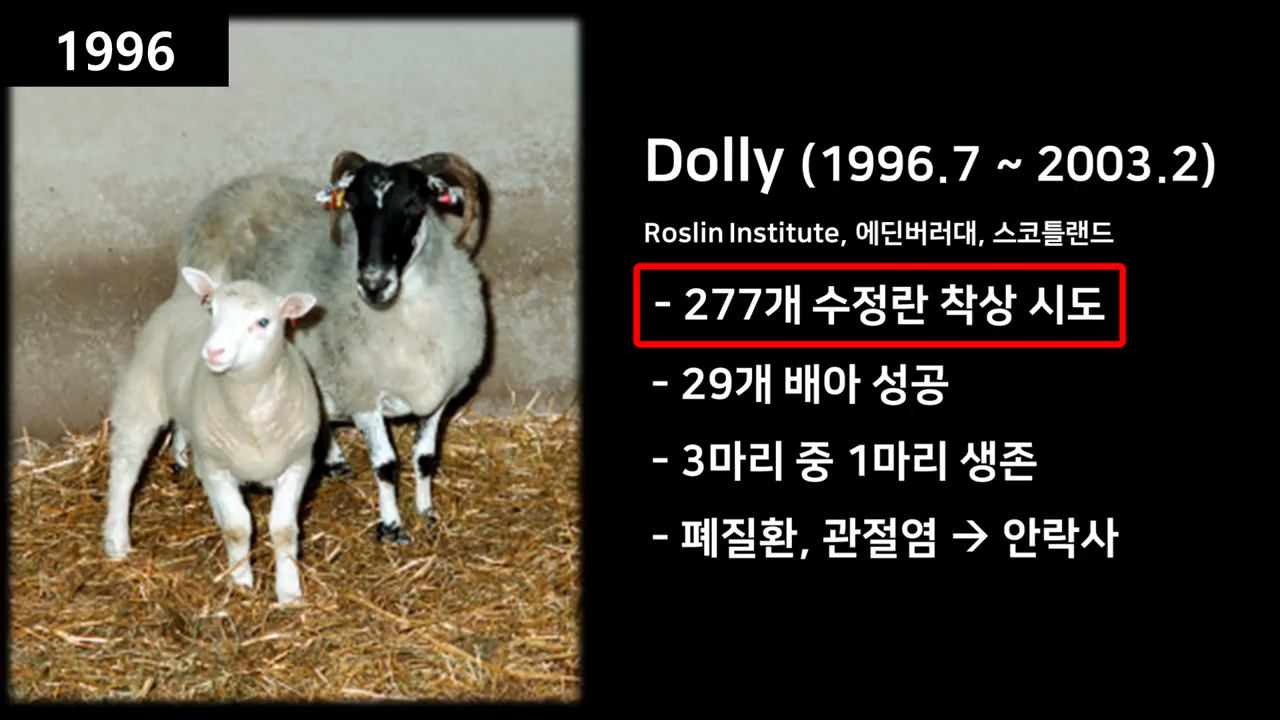 1996
Dolly (1996.7 ~ 2003.2)
Roslin Institute, 에딘버러대, 스코틀랜드
- 277개 수정란 착상 시도
- 29개 배아 성공
- 3마리 중 1마리 생존
- 폐질환, 관절염 → 안락사